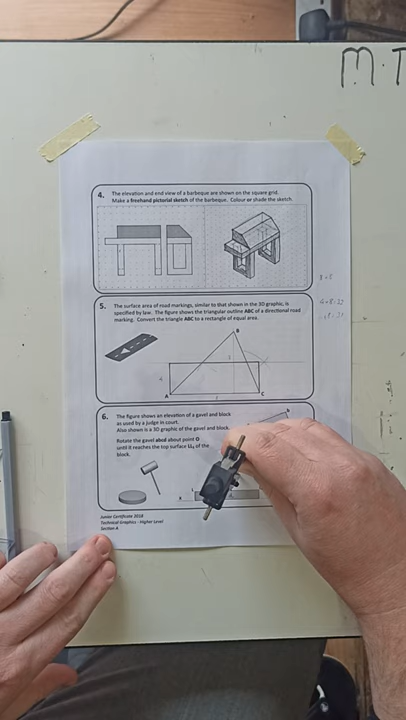 M.T
4. The elevation and end view of a barbeque are shown on the square grid.
Make a freehand pictorial sketch of the barbeque. Colour or shade the sketch.
5. The surface area of road markings, similar to that shown in the 3D graphic, is
specified by law. The figure shows the triangular outline ABC of a directional road
marking. Convert the triangle ABC to a rectangle of equal area.
B
A
C
6. The figure shows an elevation of a gavel and block
as used by a judge in court.
Also shown is a 3D graphic of the gavel and block.
Rotate the gavel abcd about point O
until it reaches the top surface LL₁ of the
block.
Junior Certificate 2018
Technical Graphics - Higher Level
Section A